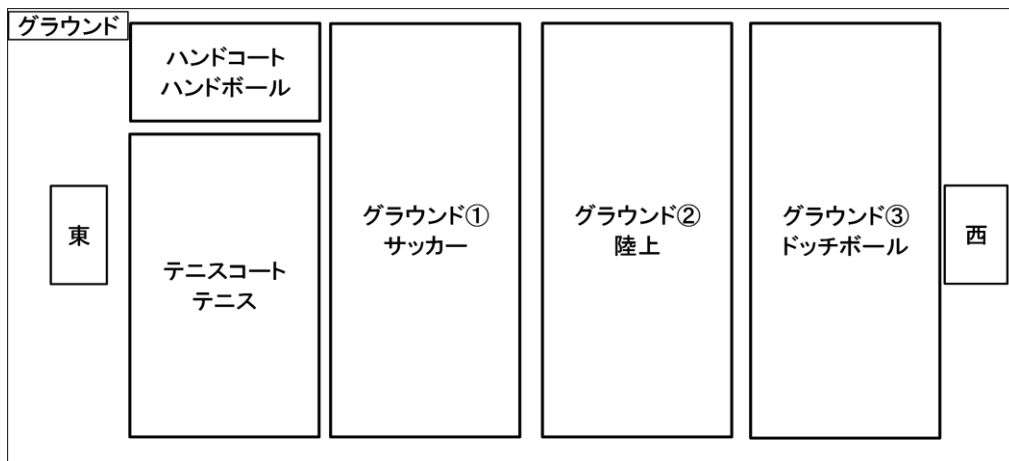 グラウンド
ハンドコート
ハンドボール
東
テニスコート
テニス
グラウンド①
サッカー
グラウンド②
陸上
グラウンド③
ドッチボール
西